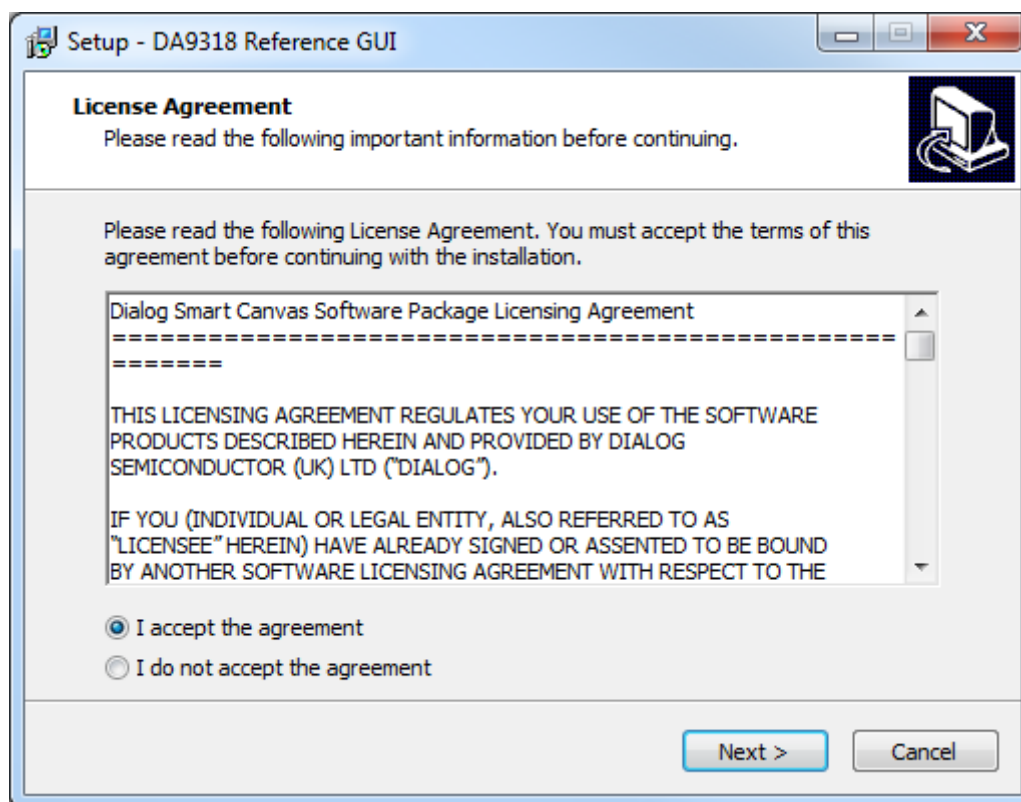 Setup - DA9318 Reference GUI
License Agreement
Please read the following important information before continuing.
Please read the following License Agreement. You must accept the terms of this
agreement before continuing with the installation.
Dialog Smart Canvas Software Package Licensing Agreement
==================================================
=======
THIS LICENSING AGREEMENT REGULATES YOUR USE OF THE SOFTWARE
PRODUCTS DESCRIBED HEREIN AND PROVIDED BY DIALOG
SEMICONDUCTOR (UK) LTD (“DIALOG”).
IF YOU (INDIVIDUAL OR LEGAL ENTITY, ALSO REFERRED TO AS
“LICENSEE” HEREIN) HAVE ALREADY SIGNED OR ASSENTED TO BE BOUND
BY ANOTHER SOFTWARE LICENSING AGREEMENT WITH RESPECT TO THE
I accept the agreement
I do not accept the agreement
Next >
Cancel